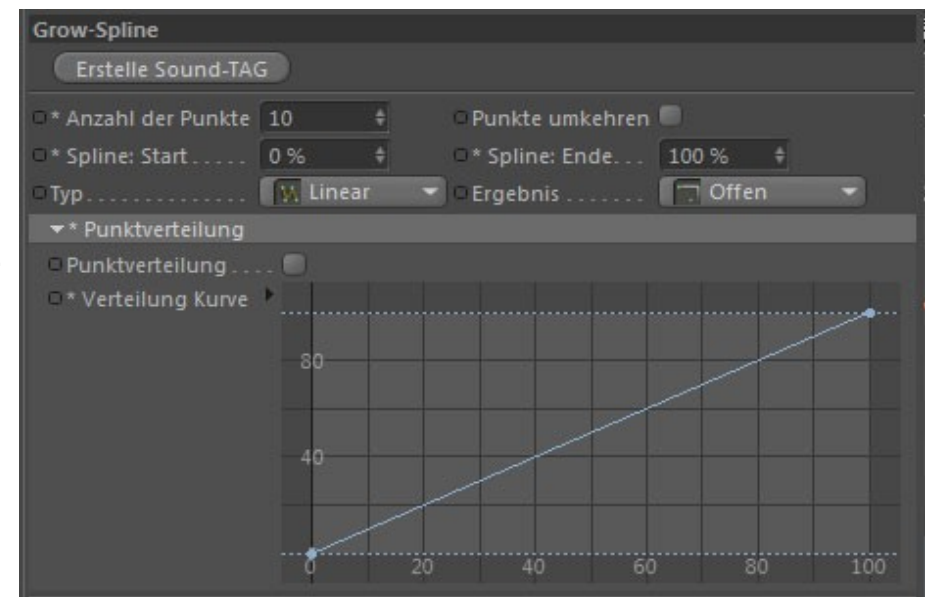 Grow-Spline
Erstelle Sound-TAG
* Anzahl der Punkte 10 Punkte umkehren
* Spline: Start..... 0 % * Spline: Ende... 100 %
Typ.............. Linear Ergebnis ....... Offen
* Punktverteilung
Punktverteilung ....
* Verteilung Kurve
80
40
0 20 40 60 80 100